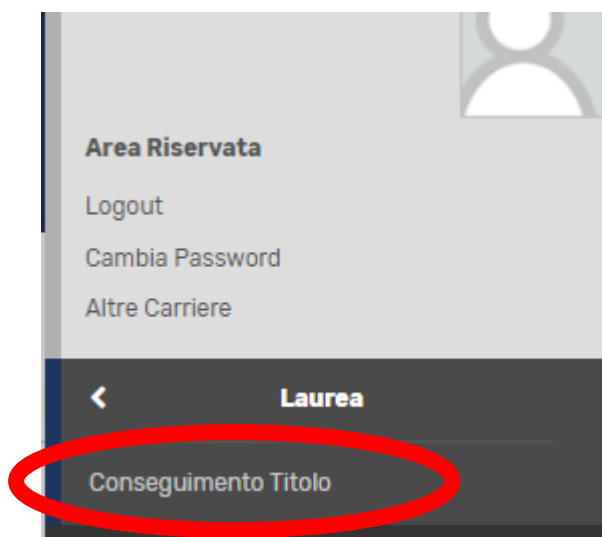 Area Riservata
Logout
Cambia Password
Altre Carriere
Laurea
Conseguimento Titolo